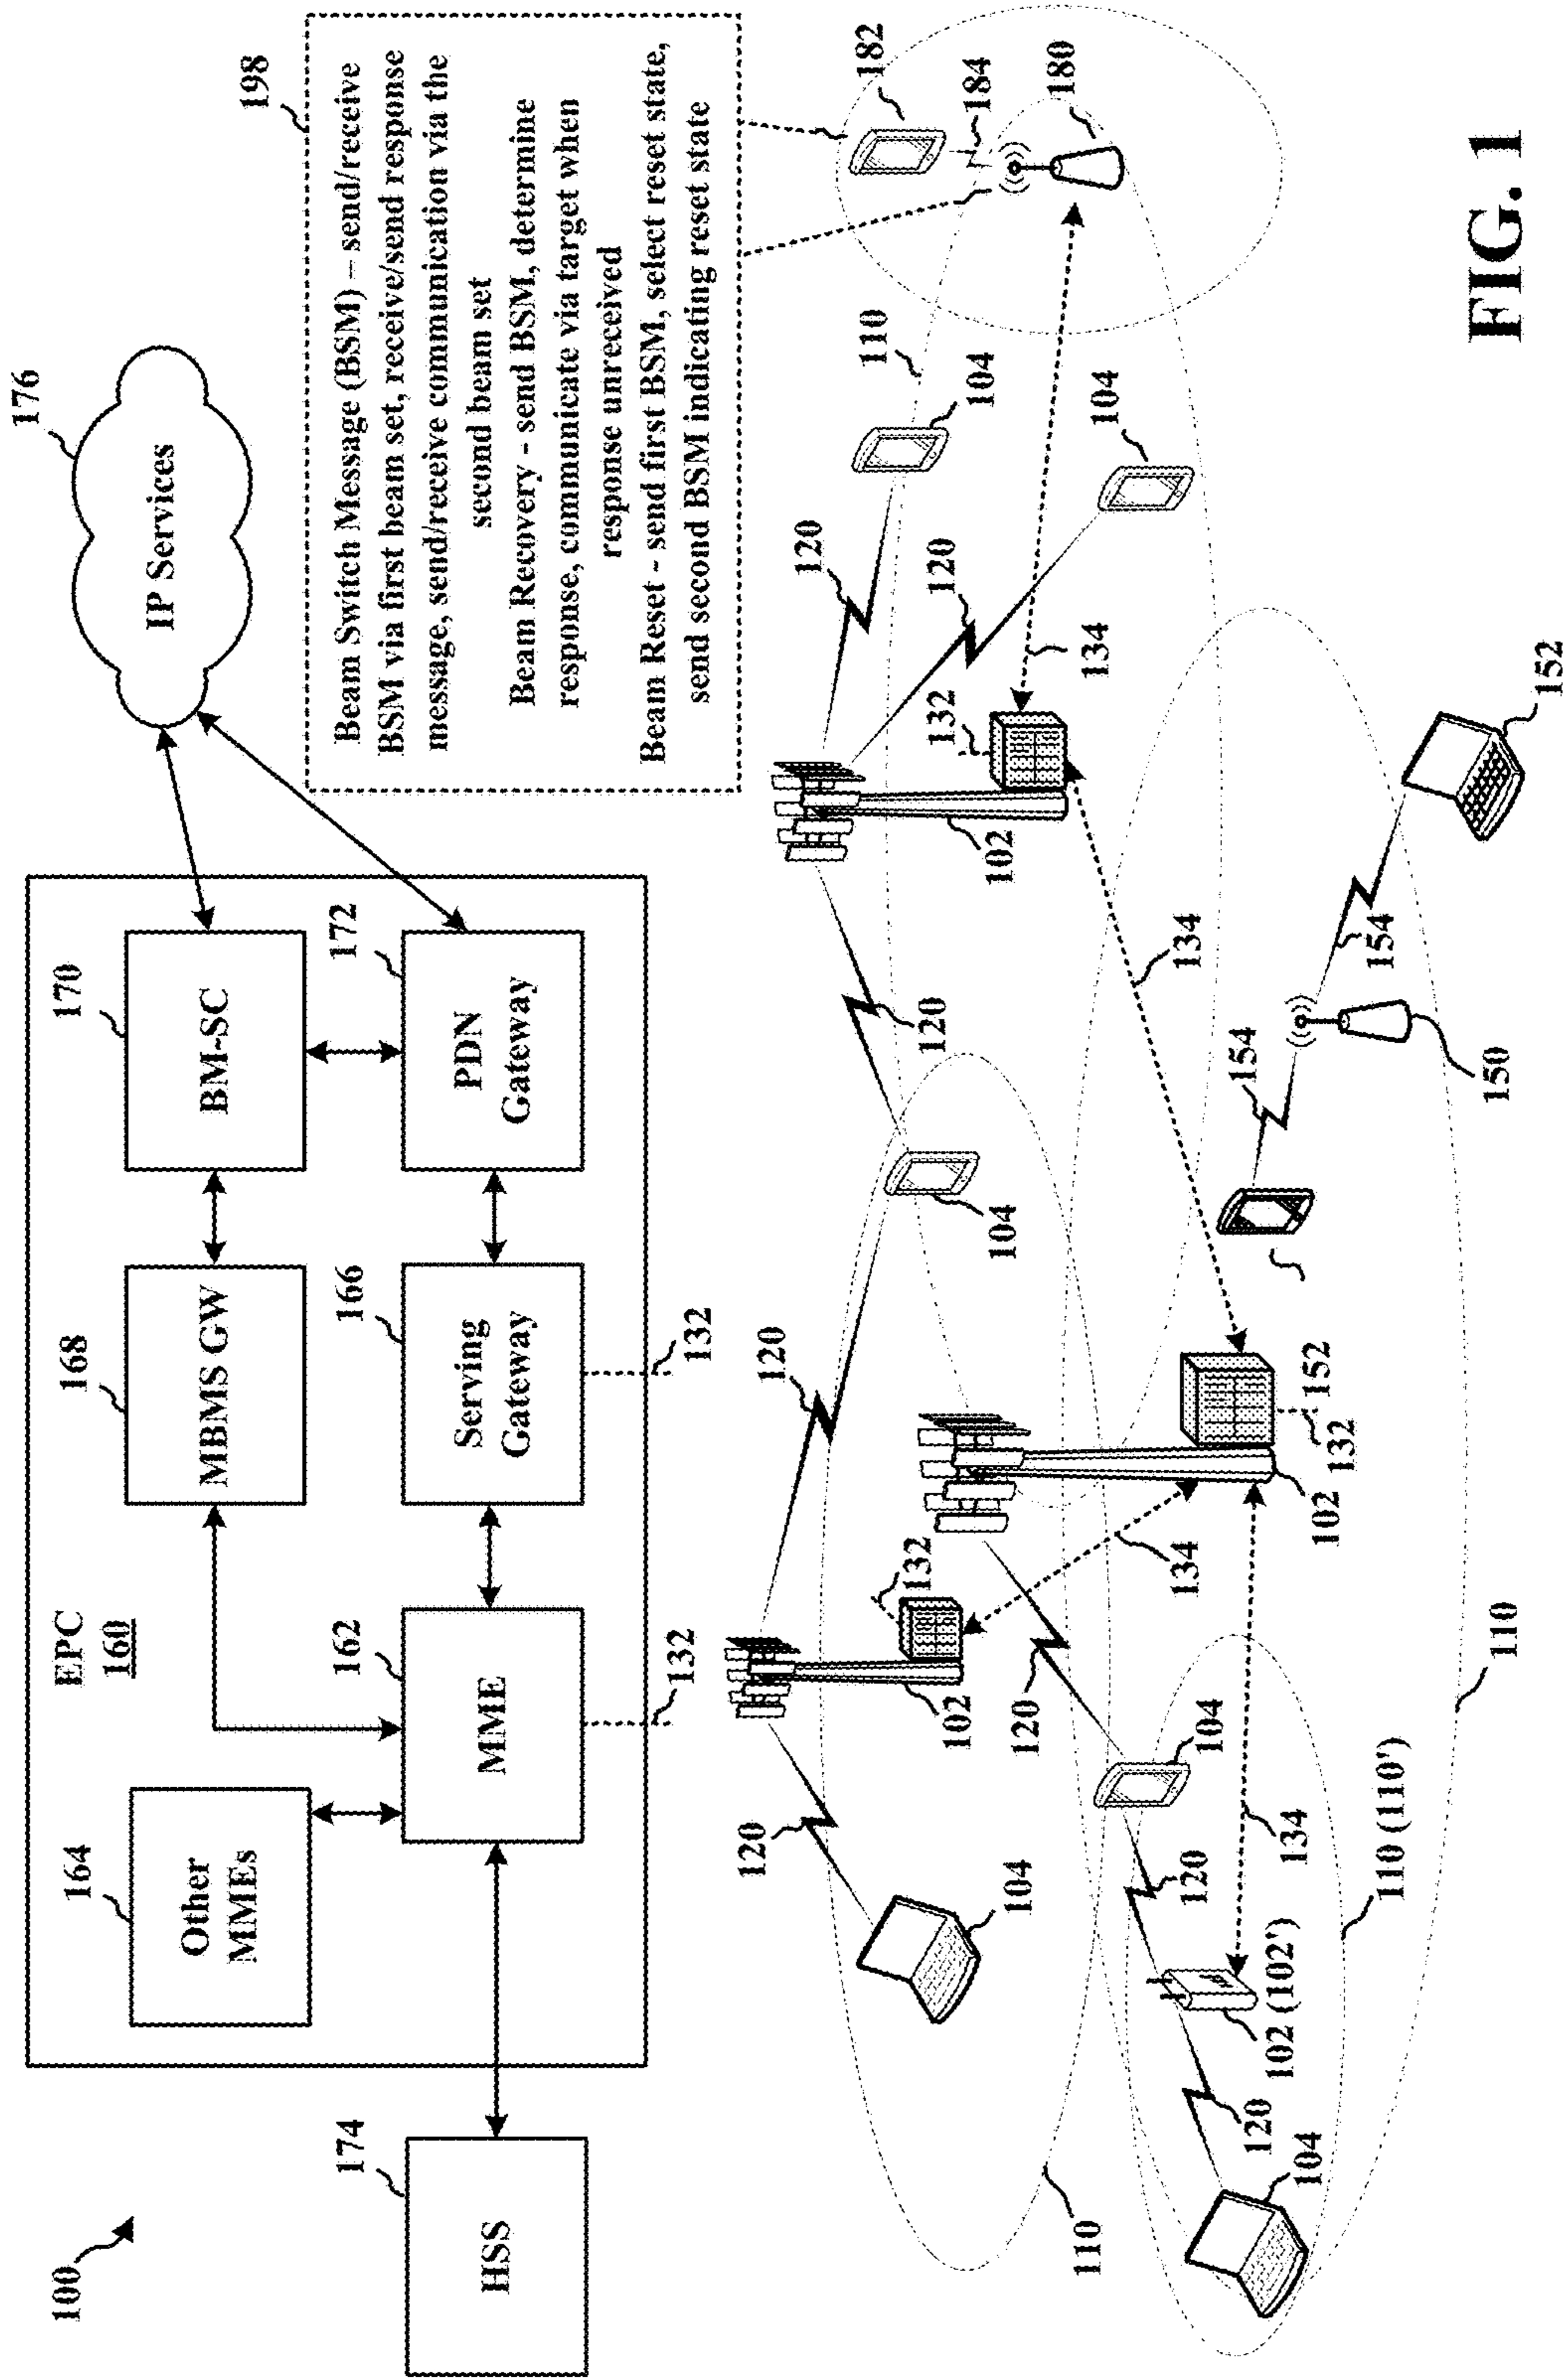 100
HSS
174
EPC
160
Other
MMEs
164
MME
162
132
MBMS GW
168
Serving
Gateway
166
132
BM-SC
170
PDN
Gateway
172
IP Services
176
198
Beam Switch Message (BSM) – send/receive
BSM via first beam set, receive/send response
message, send/receive communication via the
second beam set
Beam Recovery - send BSM, determine
response, communicate via target when
response unreceived
Beam Reset - send first BSM, select reset state,
send second BSM indicating reset state
182
184
180
110
104
104
120
120
132
134
102
120
134
104
120
132
102
134
120
120
104
110
152
132
102
154
154
150
152
104
120
134
102 (102')
120
104
110 (110')
110
FIG. 1